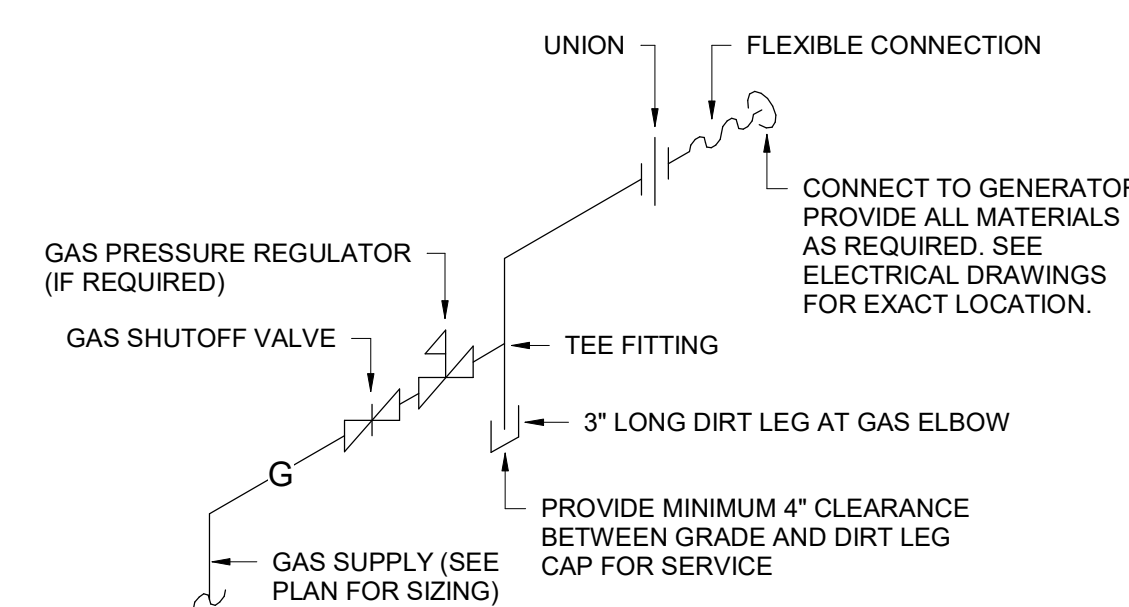 UNION
FLEXIBLE CONNECTION
CONNECT TO GENERATOR
PROVIDE ALL MATERIALS
AS REQUIRED. SEE
ELECTRICAL DRAWINGS
FOR EXACT LOCATION.
GAS PRESSURE REGULATOR
(IF REQUIRED)
GAS SHUTOFF VALVE
TEE FITTING
3" LONG DIRT LEG AT GAS ELBOW
G
PROVIDE MINIMUM 4" CLEARANCE
BETWEEN GRADE AND DIRT LEG
CAP FOR SERVICE
GAS SUPPLY (SEE
PLAN FOR SIZING)